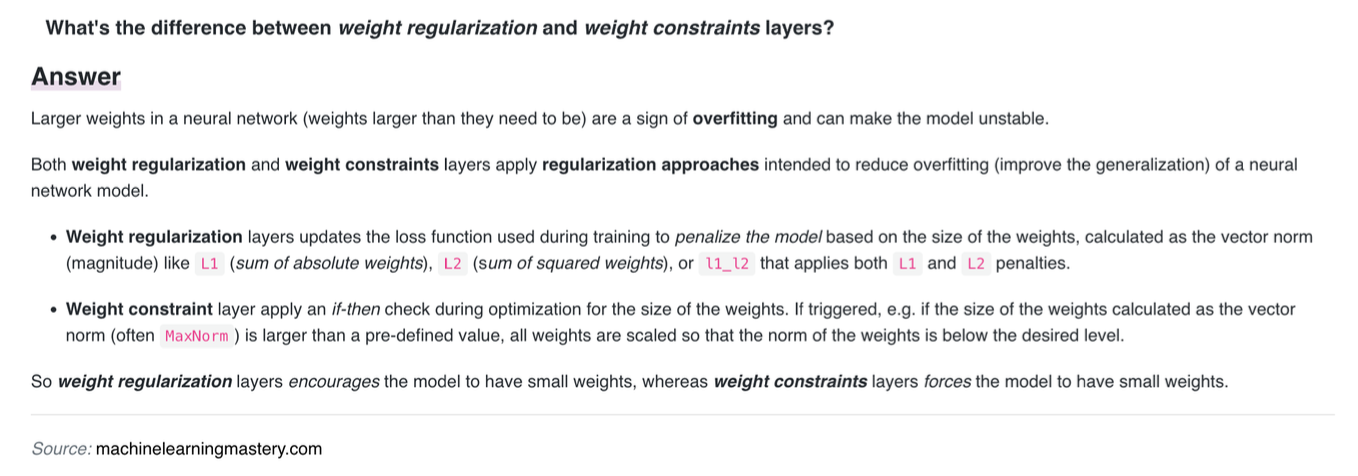 What's the difference between weight regularization and weight constraints layers?
Answer
Larger weights in a neural network (weights larger than they need to be) are a sign of overfitting and can make the model unstable.
Both weight regularization and weight constraints layers apply regularization approaches intended to reduce overfitting (improve the generalization) of a neural
network model.
• Weight regularization layers updates the loss function used during training to penalize the model based on the size of the weights, calculated as the vector norm
(magnitude) like L1 (sum of absolute weights), L2 (sum of squared weights), or l1_l2 that applies both L1 and L2 penalties.
• Weight constraint layer apply an if-then check during optimization for the size of the weights. If triggered, e.g. if the size of the weights calculated as the vector
norm (often MaxNorm ) is larger than a pre-defined value, all weights are scaled so that the norm of the weights is below the desired level.
So weight regularization layers encourages the model to have small weights, whereas weight constraints layers forces the model to have small weights.
Source: machinelearningmastery.com